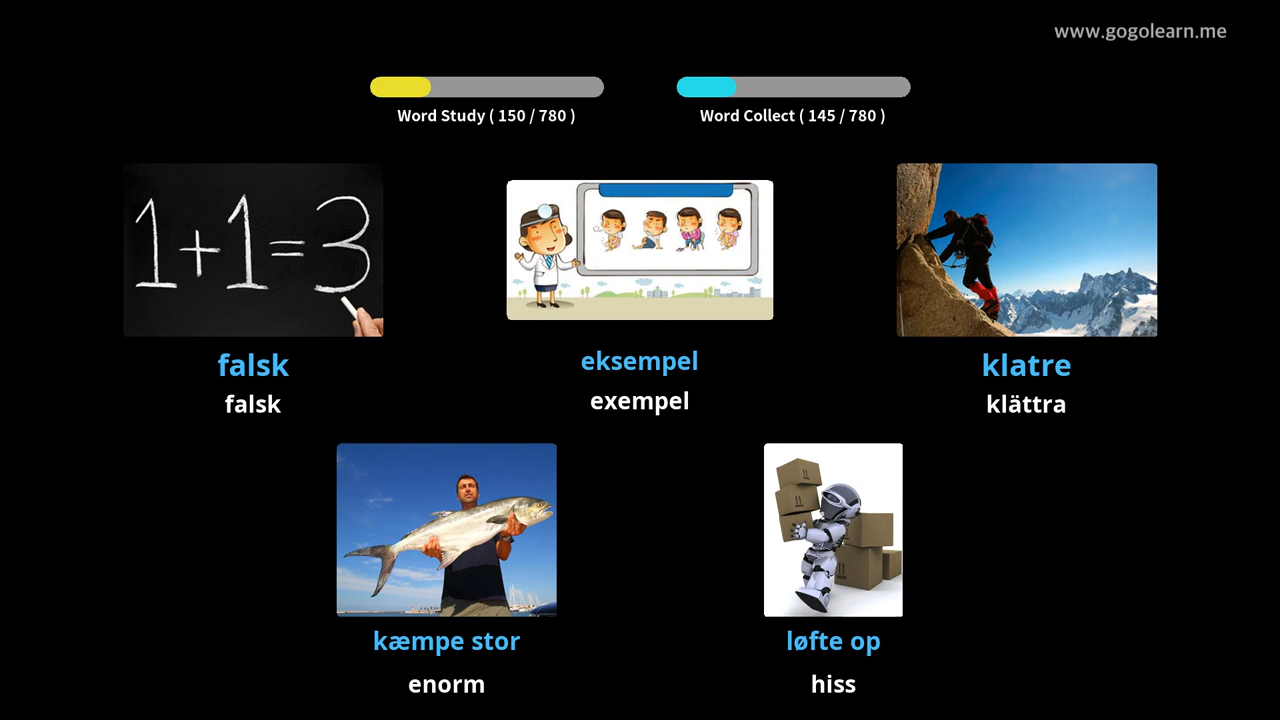 www.gogolearn.me
Word Study ( 150 / 780 )
Word Collect ( 145 / 780 )
1+1=3
falsk
falsk
eksempel
exempel
klatre
klättra
kæmpe stor
enorm
løfte op
hiss